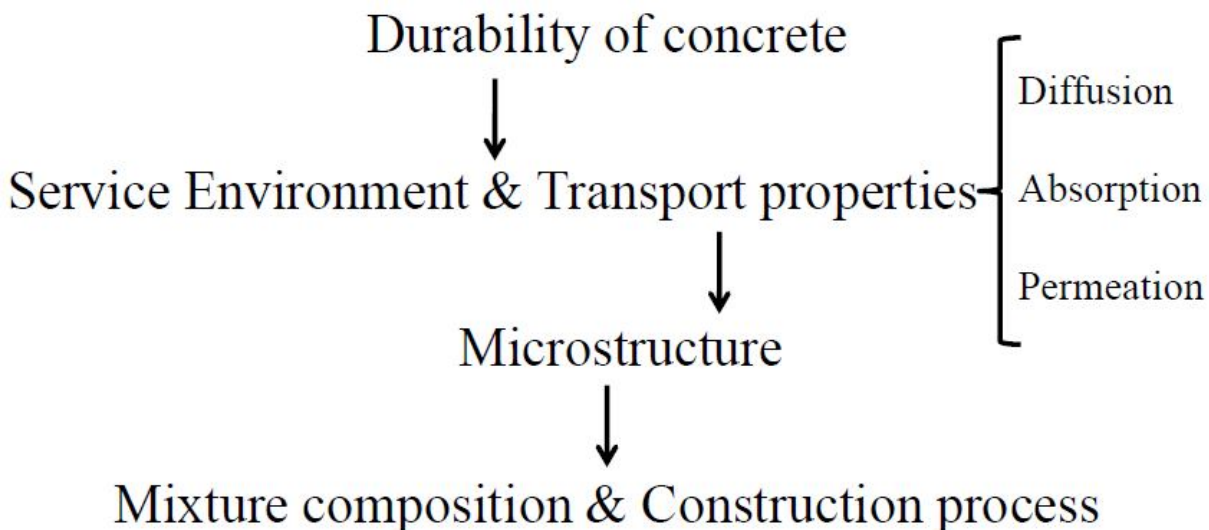 Durability of concrete
Diffusion
Service Environment & Transport properties
Absorption
Permeation
Microstructure
Mixture composition & Construction process